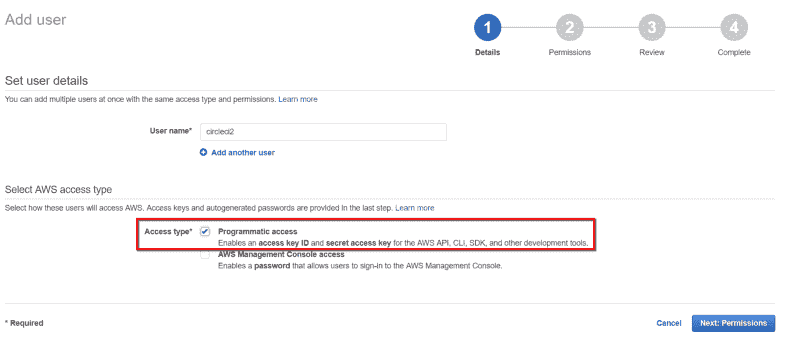 Add user
1
2
3
4
Details
Permissions
Review
Complete
Set user details
You can add multiple users at once with the same access type and permissions. Learn more
User name* circleci2
Add another user
Select AWS access type
Select how these users will access AWS. Access keys and autogenerated passwords are provided in the last step. Learn more
Access type* Programmatic access
Enables an access key ID and secret access key for the AWS API, CLI, SDK, and other development tools.
AWS Management Console access
Enables a password that allows users to sign-in to the AWS Management Console.
* Required
Cancel
Next: Permissions